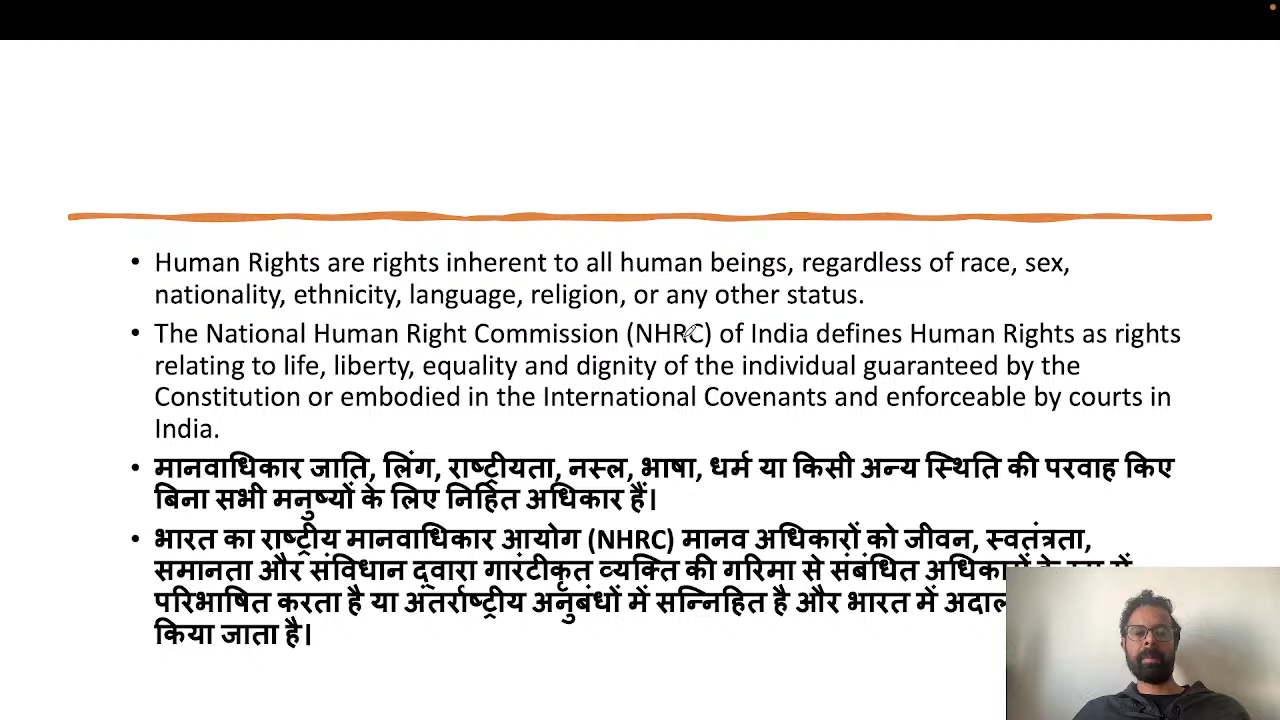 • Human Rights are rights inherent to all human beings, regardless of race, sex,
nationality, ethnicity, language, religion, or any other status.
• The National Human Right Commission (NHRC) of India defines Human Rights as rights
relating to life, liberty, equality and dignity of the individual guaranteed by the
Constitution or embodied in the International Covenants and enforceable by courts in
India.
• मानवाधिकार जाति, लिंग, राष्ट्रीयता, नस्ल, भाषा, धर्म या किसी अन्य स्थिति की परवाह किए
बिना सभी मनुष्यों के लिए निहित अधिकार हैं।
• भारत का राष्ट्रीय मानवाधिकार आयोग (NHRC) मानव अधिकारों को जीवन, स्वतंत्रता,
समानता और संविधान द्वारा गारंटीकृत व्यक्ति की गरिमा से संबंधित
परिभाषित करता है या अंतर्राष्ट्रीय अनुबंधों में सन्निहित है और भारत में
किया जाता है।